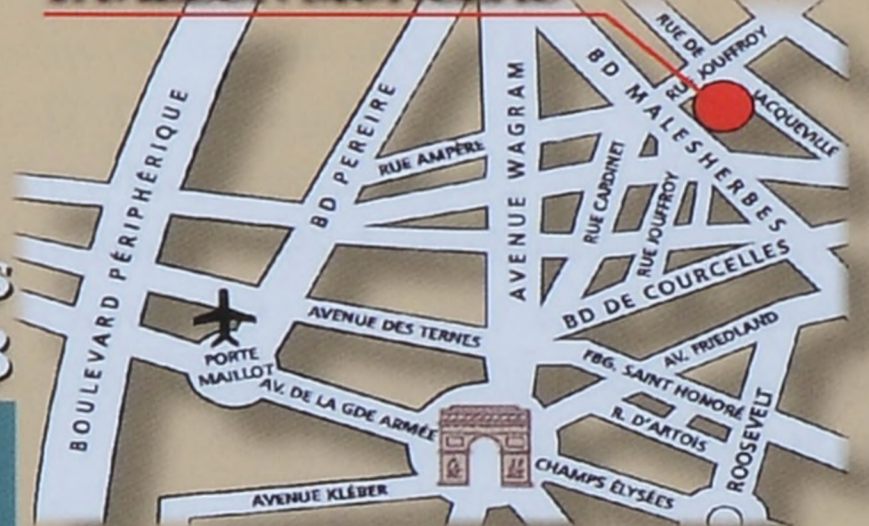 RUE DE
JACQUEVILLE
RUE JOUFFROY
BD MALESHERBES
BOULEVARD PÉRIPHÉRIQUE
BD PEREIRE
RUE AMPÈRE
AVENUE WAGRAM
RUE CARDINET
RUE JOUFFROY
BD DE COURCELLES
AVENUE DES TERNES
PORTE
MAILLOT
AV. DE LA GDE ARMÉE
FBG. SAINT HONORÉ
AV. FRIEDLAND
R. D'ARTOIS
ROOSEVELT
CHAMPS ÉLYSÉES
AVENUE KLÉBER